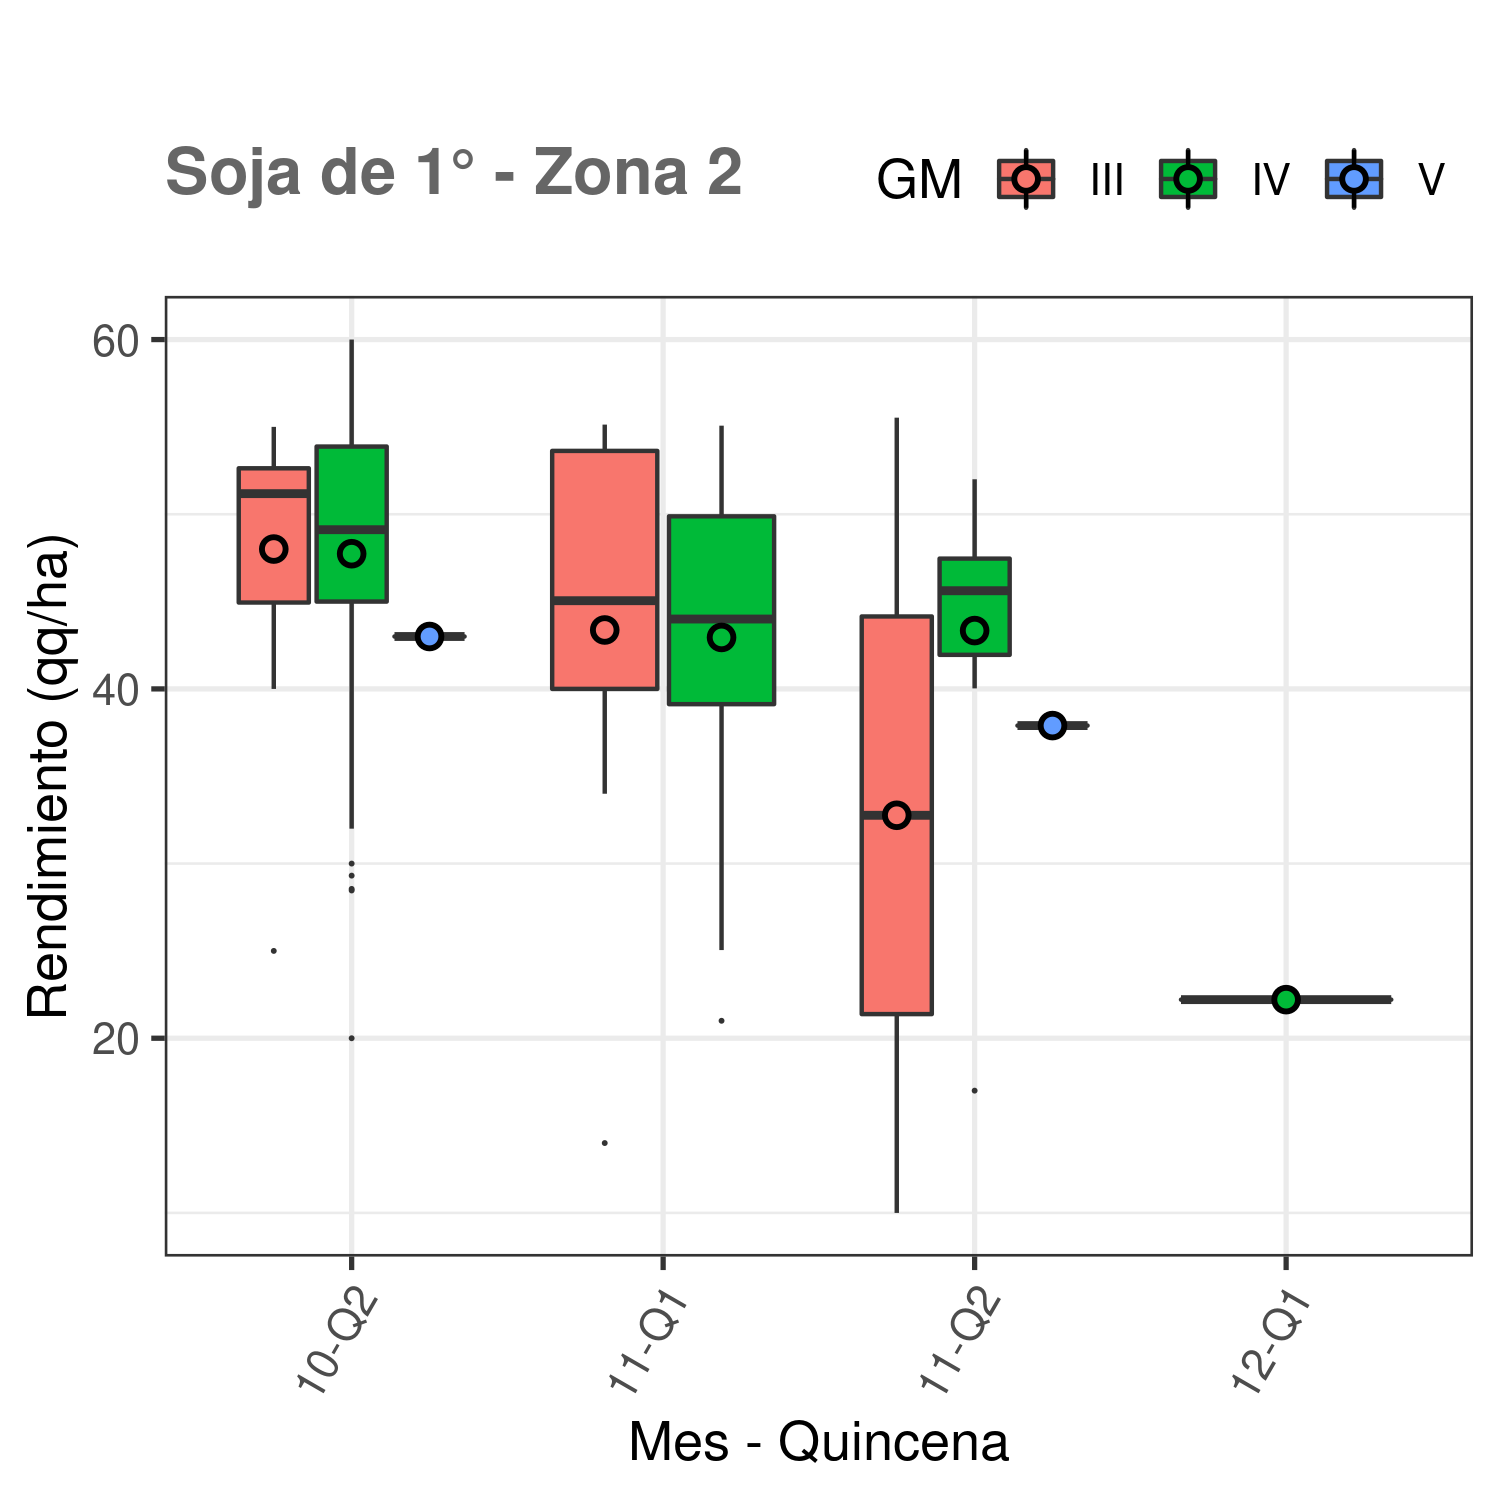 Soja de 1° - Zona 2
GM III IV V
Rendimiento (qq/ha)
60
40
20
10-Q2 11-Q1 11-Q2 12-Q1
Mes - Quincena